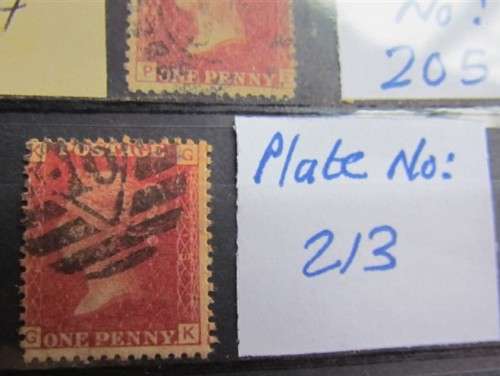 No:
205
P ONE PENNY E
K POSTAGE G
G ONE PENNY K
Plate No:
213